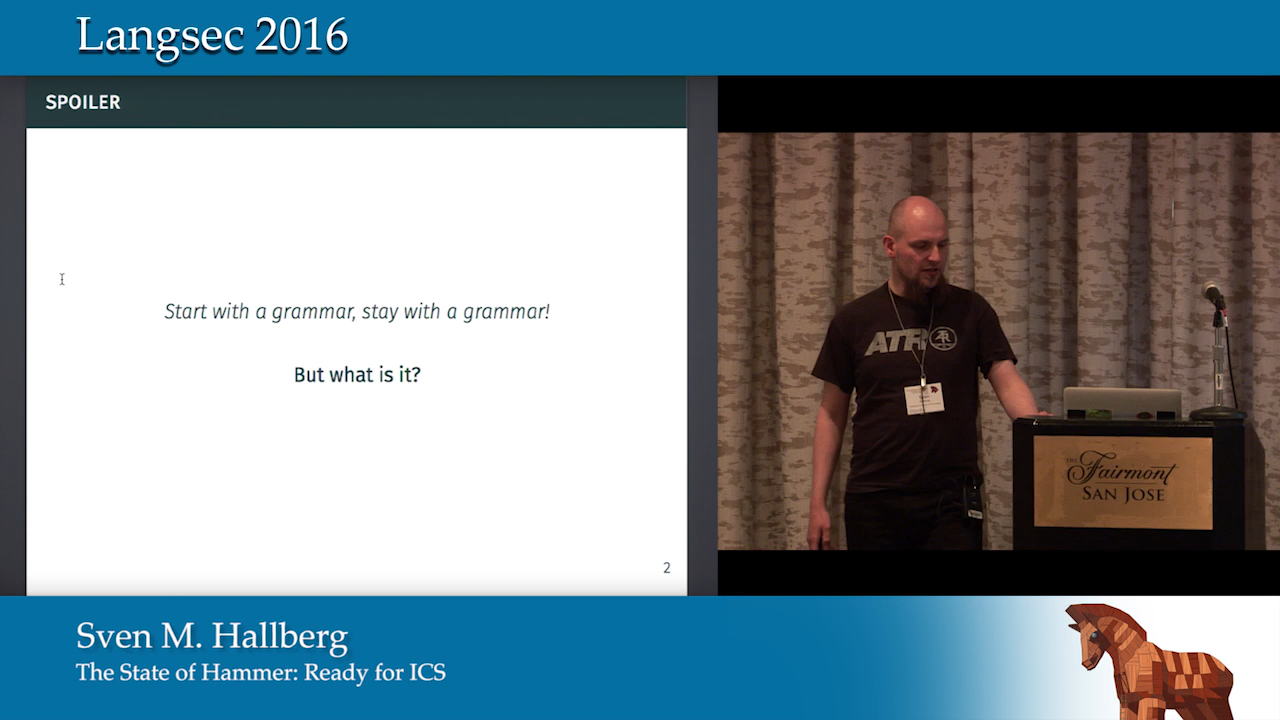 Langsec 2016
SPOILER
Start with a grammar, stay with a grammar!
But what is it?
2
ATR
THE
Fairmont
SAN JOSE
Sven M. Hallberg
The State of Hammer: Ready for ICS